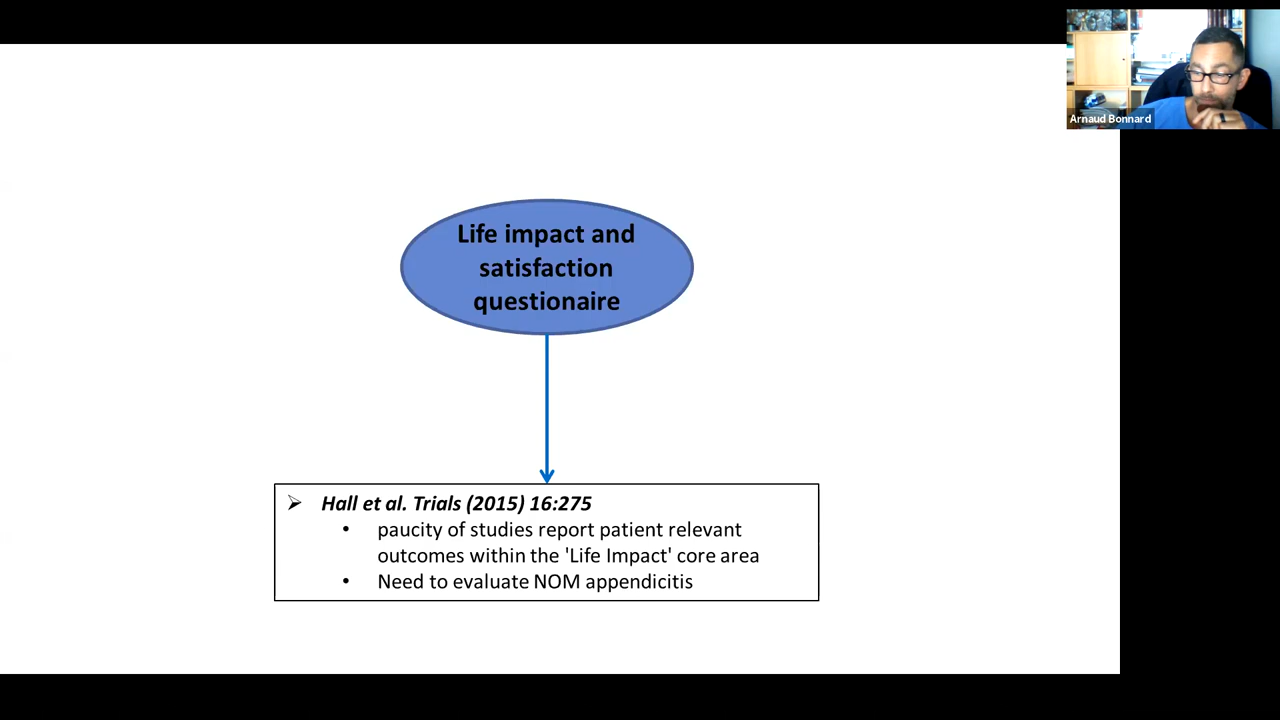 Arnaud Bonnard
Life impact and
satisfaction
questionaire
➢ Hall et al. Trials (2015) 16:275
• paucity of studies report patient relevant
outcomes within the 'Life Impact' core area
• Need to evaluate NOM appendicitis